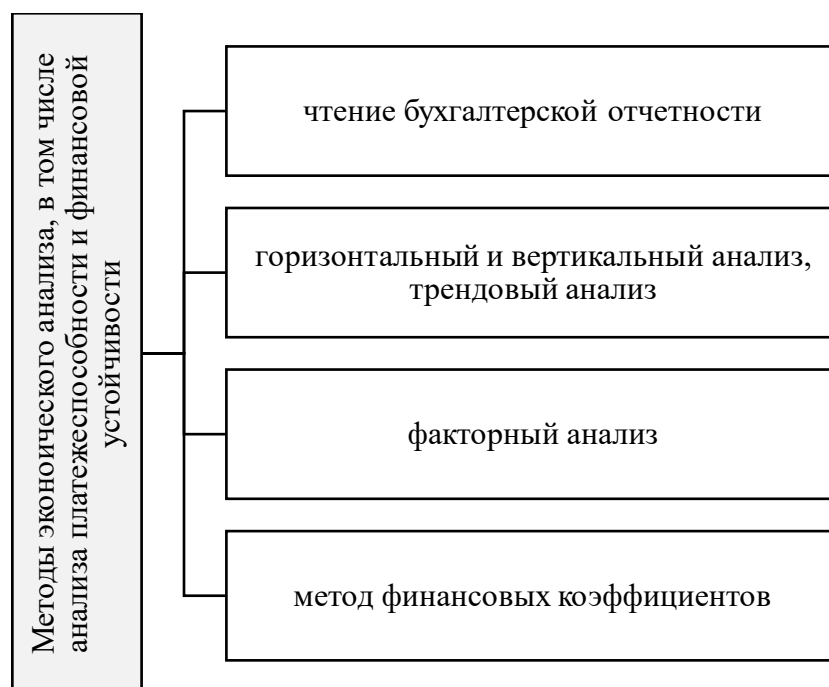 Методы эконоического анализа, в том числе
анализа платежеспособности и финансовой
устойчивости
чтение бухгалтерской отчетности
горизонтальный и вертикальный анализ,
трендовый анализ
факторный анализ
метод финансовых коэффициентов